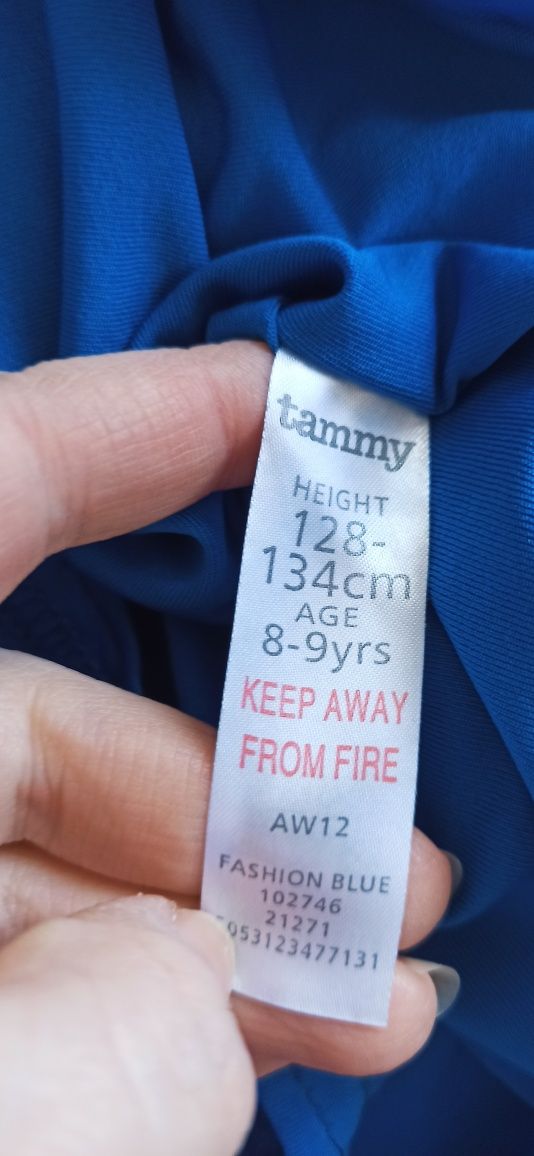 tammy
HEIGHT
128-
134cm
AGE
8-9yrs
KEEP AWAY
FROM FIRE
AW12
FASHION BLUE
102746
21271
5053123477131